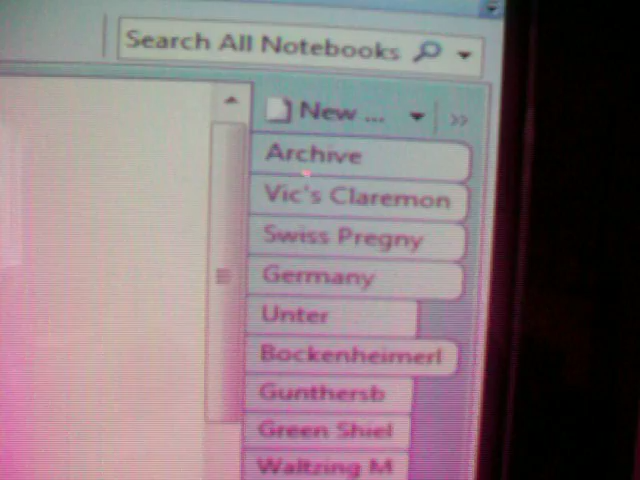 Search All Notebooks
New ...
Archive
Vic's Claremon
Swiss Pregny
Germany
Unter
Bockenheimerl
Gunthersb
Green Shiel
Waltzing M